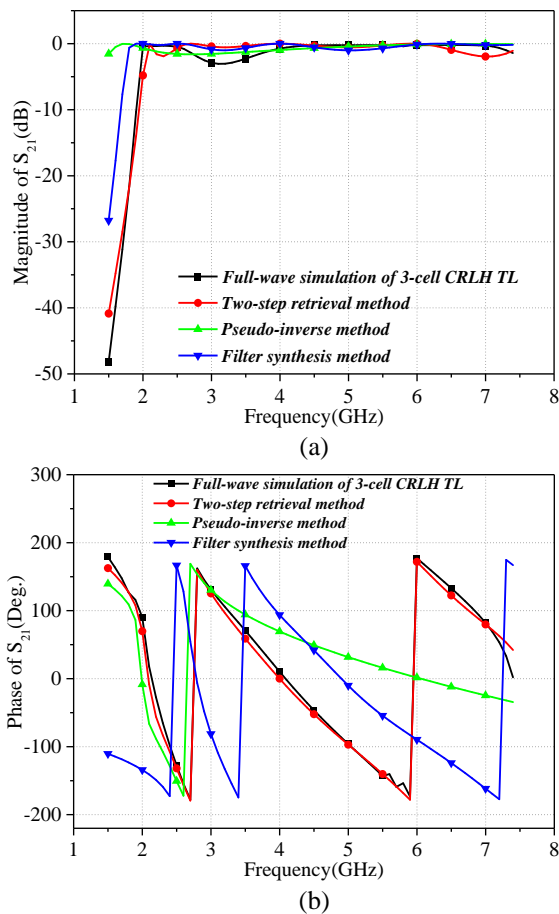 0
-10
-20
-30
-40
-50
Magnitude of S21(dB)
Full-wave simulation of 3-cell CRLH TL
Two-step retrieval method
Pseudo-inverse method
Filter synthesis method
1 2 3 4 5 6 7 8
Frequency(GHz)
(a)
300
200
100
0
-100
-200
Phase of S21(Deg.)
Full-wave simulation of 3-cell CRLH TL
Two-step retrieval method
Pseudo-inverse method
Filter synthesis method
1 2 3 4 5 6 7 8
Frequency(GHz)
(b)